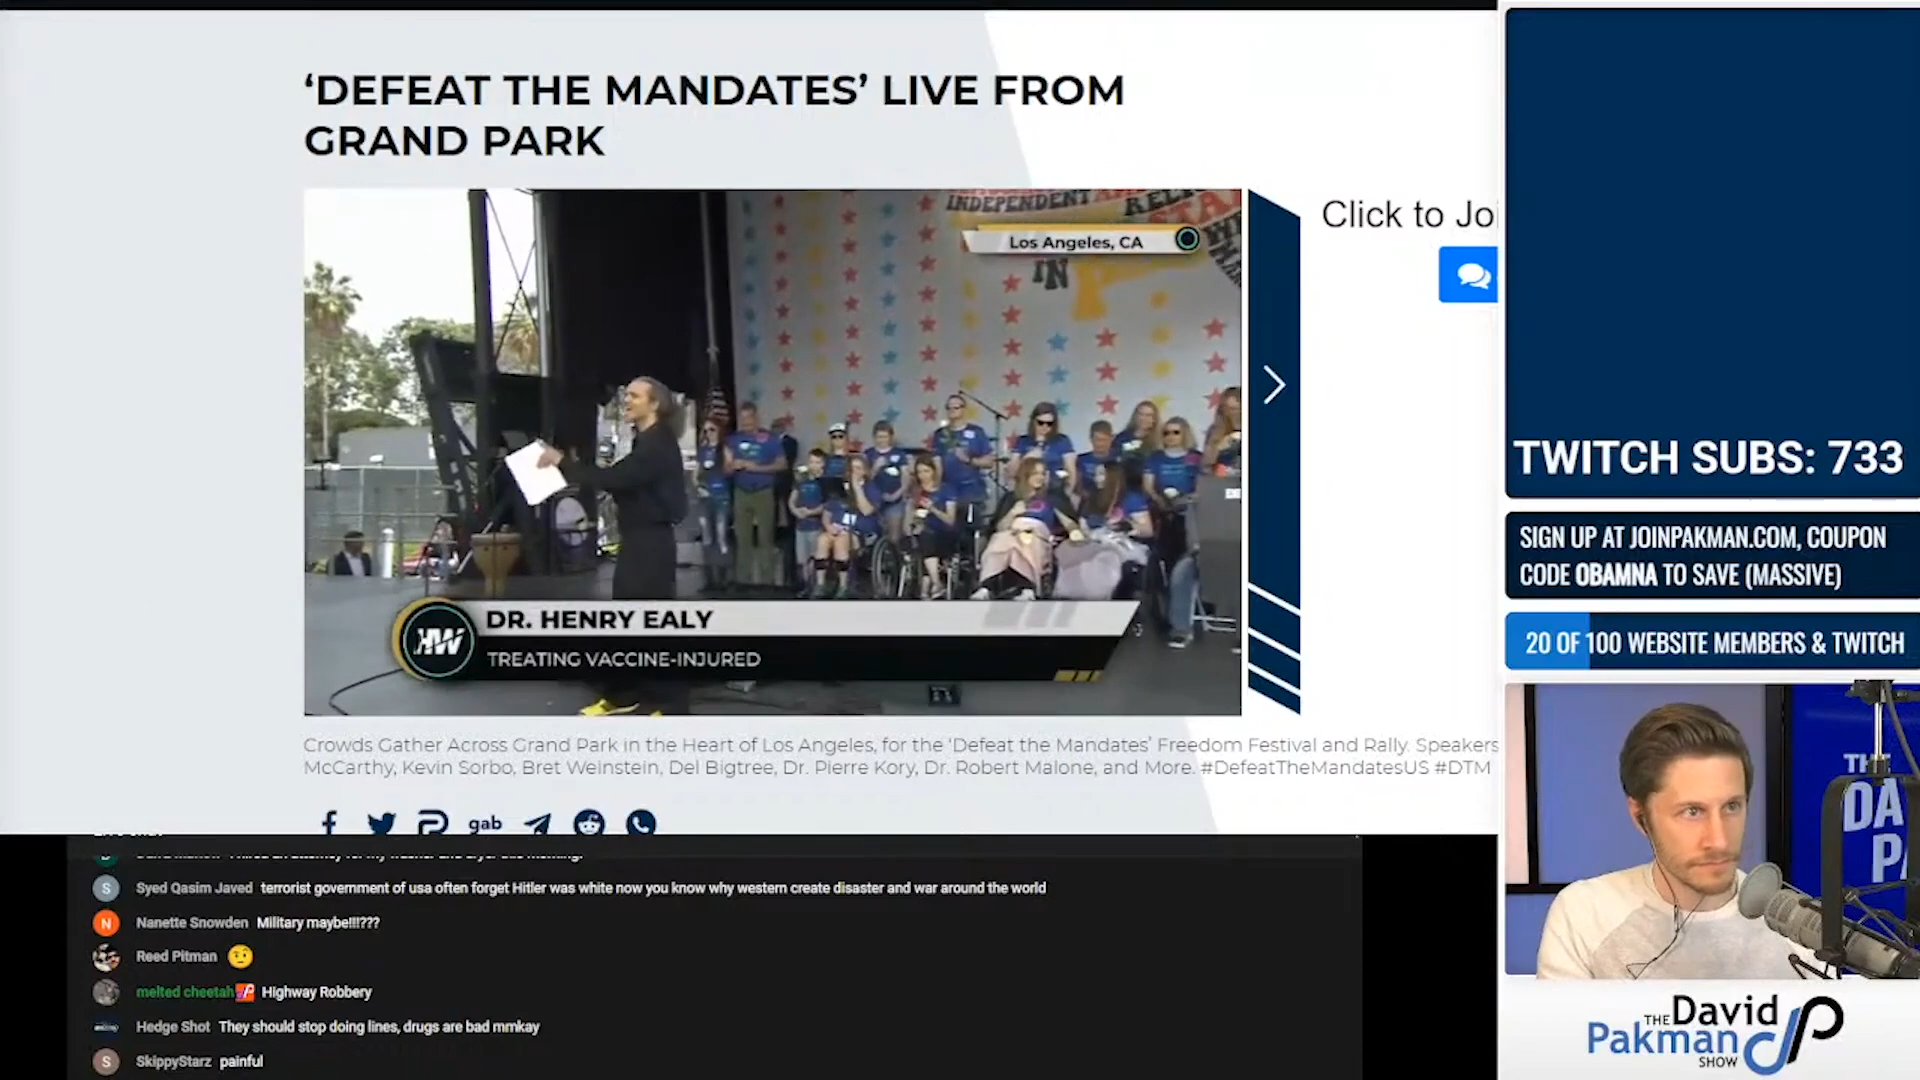 ‘DEFEAT THE MANDATES’ LIVE FROM
GRAND PARK
INDEPENDENT
IN
Los Angeles, CA
HW
DR. HENRY EALY
TREATING VACCINE-INJURED
Click to Joi
Crowds Gather Across Grand Park in the Heart of Los Angeles, for the ‘Defeat the Mandates’ Freedom Festival and Rally. Speakers
McCarthy, Kevin Sorbo, Bret Weinstein, Del Bigtree, Dr. Pierre Kory, Dr. Robert Malone, and More. #DefeatTheMandatesUS #DTM
gab
Syed Qasim Javed terrorist government of usa often forget Hitler was white now you know why western create disaster and war around the world
N Nanette Snowden Military maybe!!!???
Reed Pitman 🤨
melted cheetah Highway Robbery
Hedge Shot They should stop doing lines, drugs are bad mmkay
S SkippyStarz painful
TWITCH SUBS: 733
SIGN UP AT JOINPAKMAN.COM, COUPON
CODE OBAMNA TO SAVE (MASSIVE)
20 OF 100 WEBSITE MEMBERS & TWITCH
THE
DA
P
THE David
Pakman
SHOW